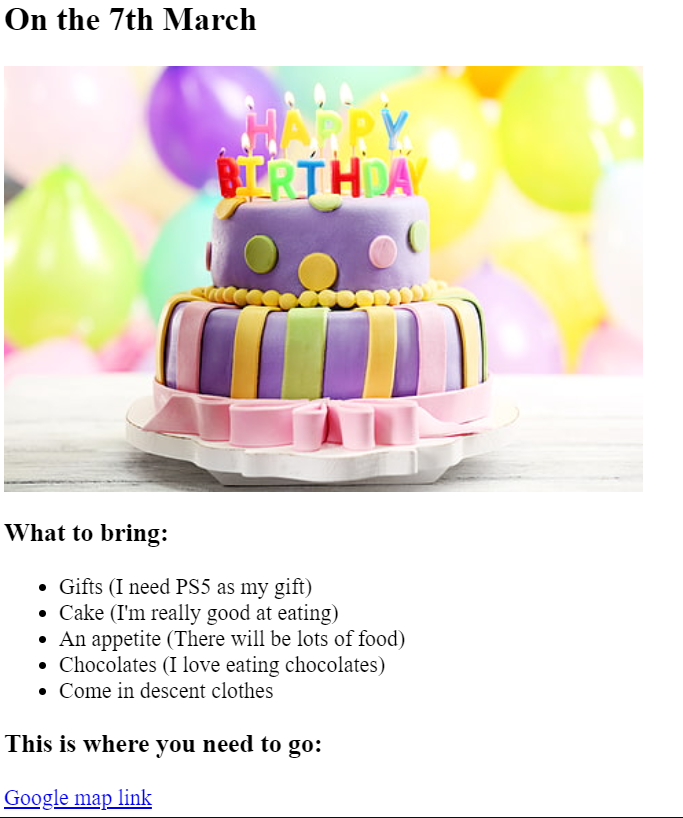 On the 7th March
HAPPY
BIRTHDAY
What to bring:
Gifts (I need PS5 as my gift)
Cake (I'm really good at eating)
An appetite (There will be lots of food)
Chocolates (I love eating chocolates)
Come in descent clothes
This is where you need to go:
Google map link